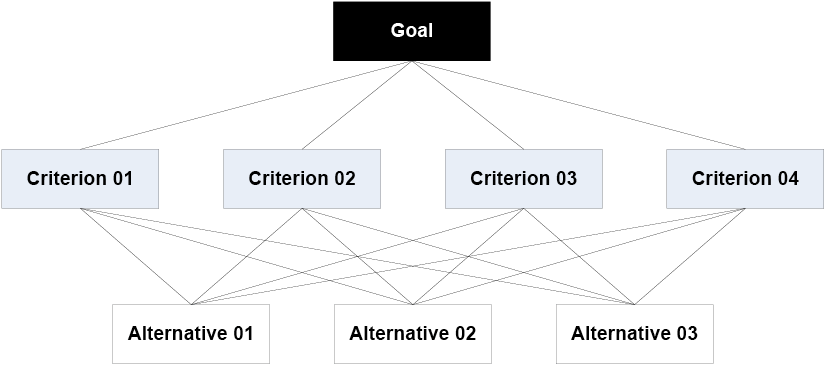 Goal
Criterion 01
Criterion 02
Criterion 03
Criterion 04
Alternative 01
Alternative 02
Alternative 03